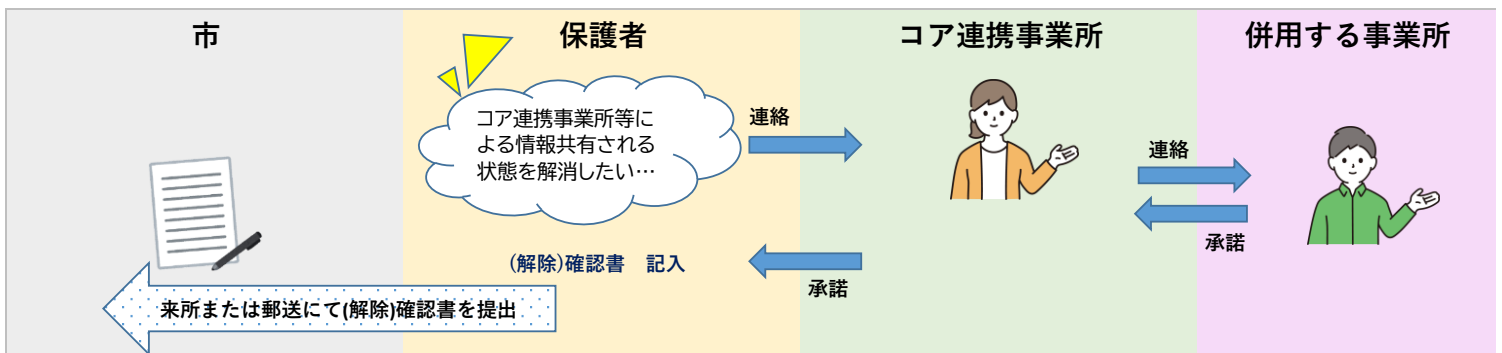 市
保護者
コア連携事業所
併用する事業所
コア連携事業所等に
よる情報共有される
状態を解消したい…
連絡
連絡
承諾
承諾
(解除)確認書　記入
来所または郵送にて(解除)確認書を提出